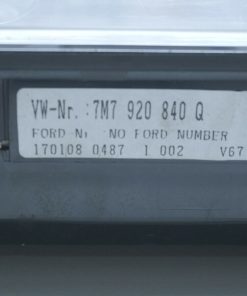 VW-Nr. :7M7 920 840 Q
FORD Nr :NO FORD NUMBER
170108 0487 I 002 V67